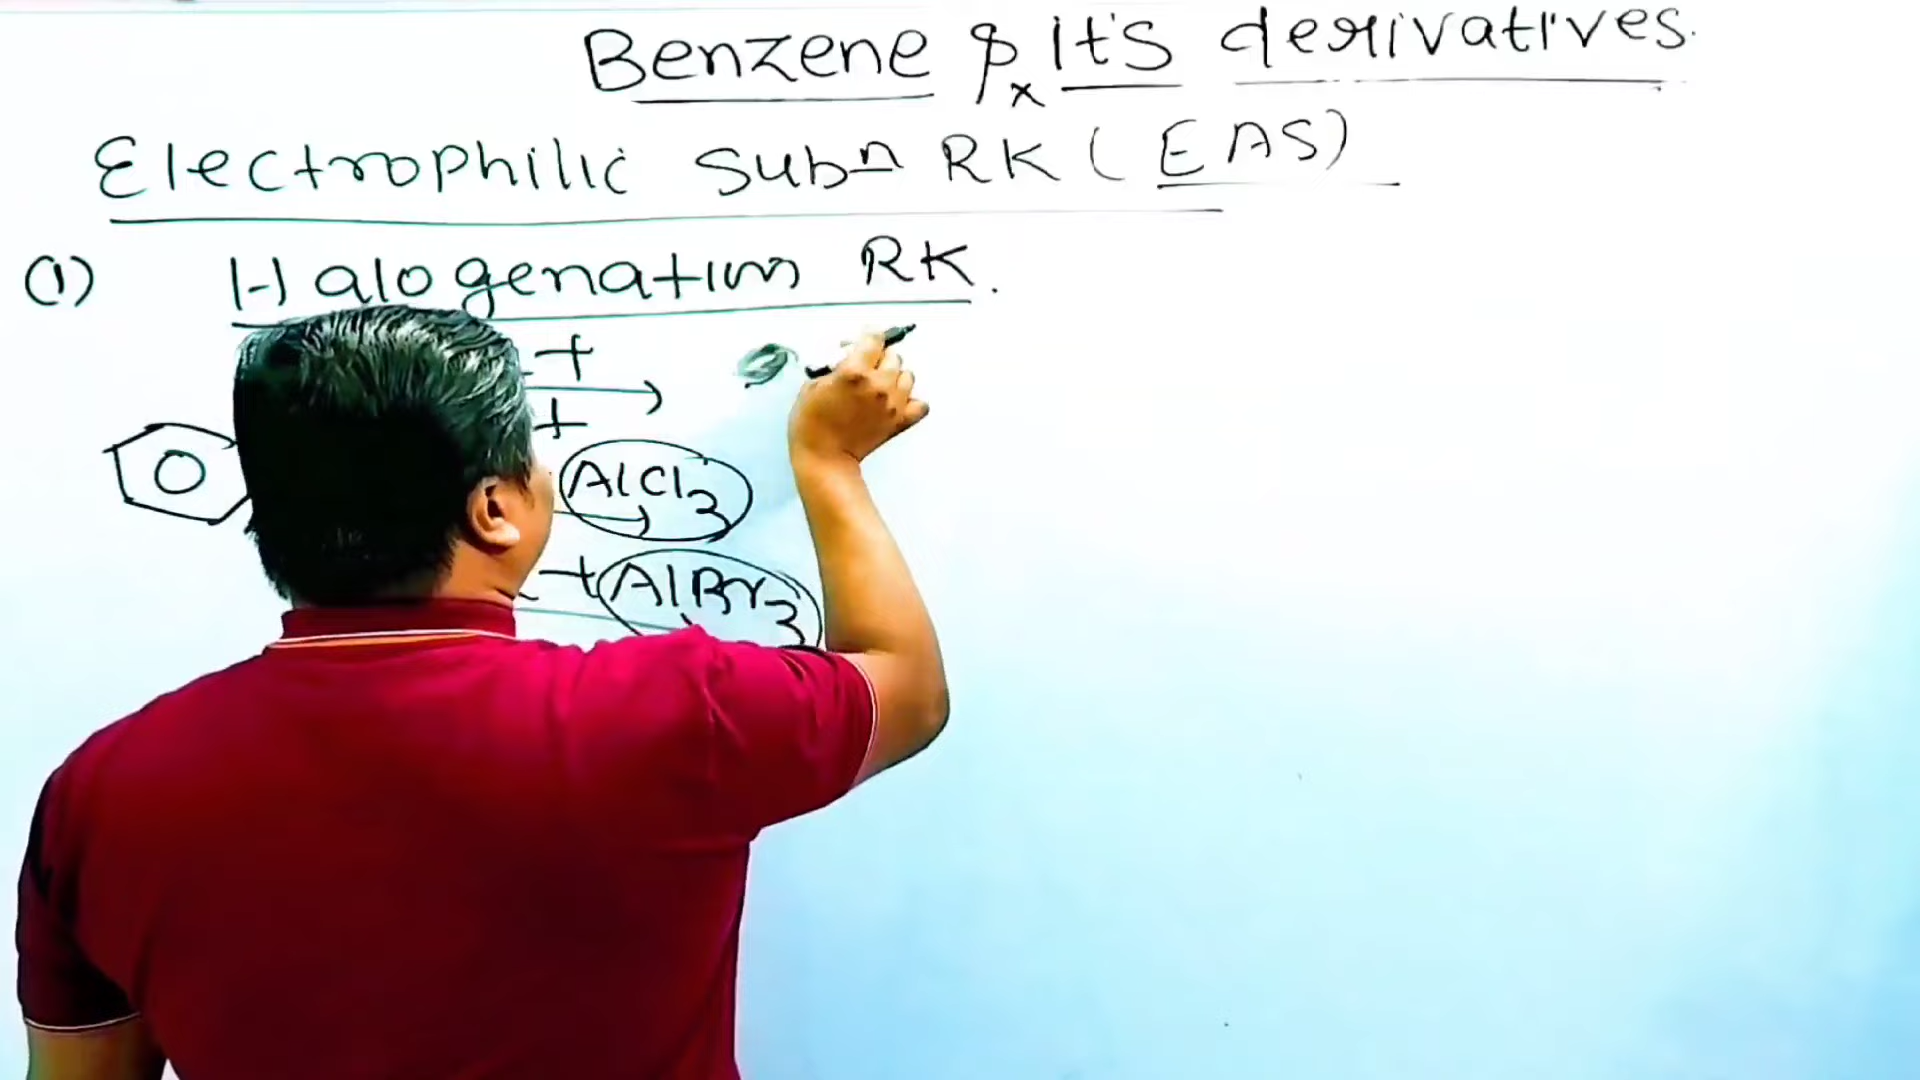 Benzene & It's derivatives.
x
Electrophilic Subn RK (EAS)
(1) Halogenation RK.
+
+
AlCl3
+ AlBr3